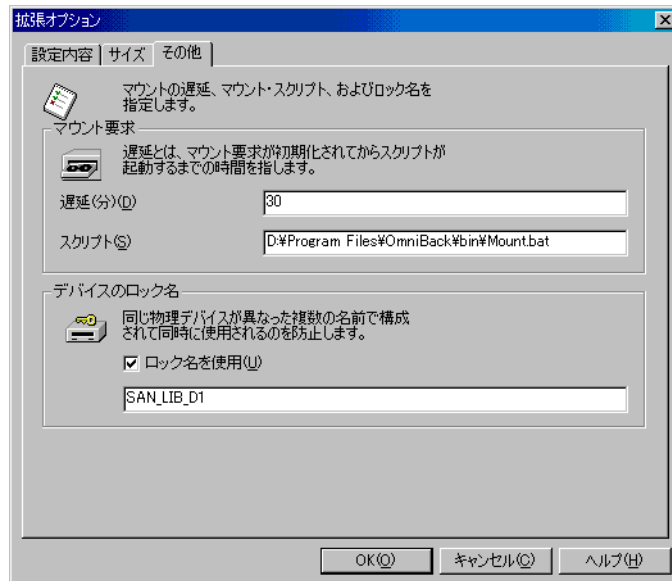 拡張オプション
設定内容 サイズ その他
マウントの遅延、マウント・スクリプト、およびロック名を
指定します。
マウント要求
遅延とは、マウント要求が初期化されてからスクリプトが
起動するまでの時間を指します。
遅延(分)(D) 30
スクリプト(S) D:¥Program Files¥OmniBack¥bin¥Mount.bat
デバイスのロック名
同じ物理デバイスが異なった複数の名前で構成
されて同時に使用されるのを防止します。
ロック名を使用(U)
SAN_LIB_D1
OK(O) キャンセル(C) ヘルプ(H)